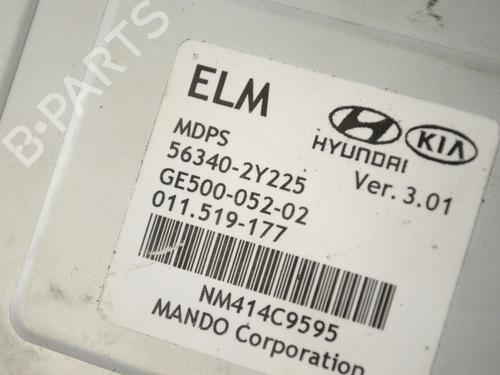 B-PARTS
ELM
HYUNDAI KIA
MDPS
56340-2Y225 Ver. 3.01
GE500-052-02
011.519-177
NM414C9595
MANDO Corporation